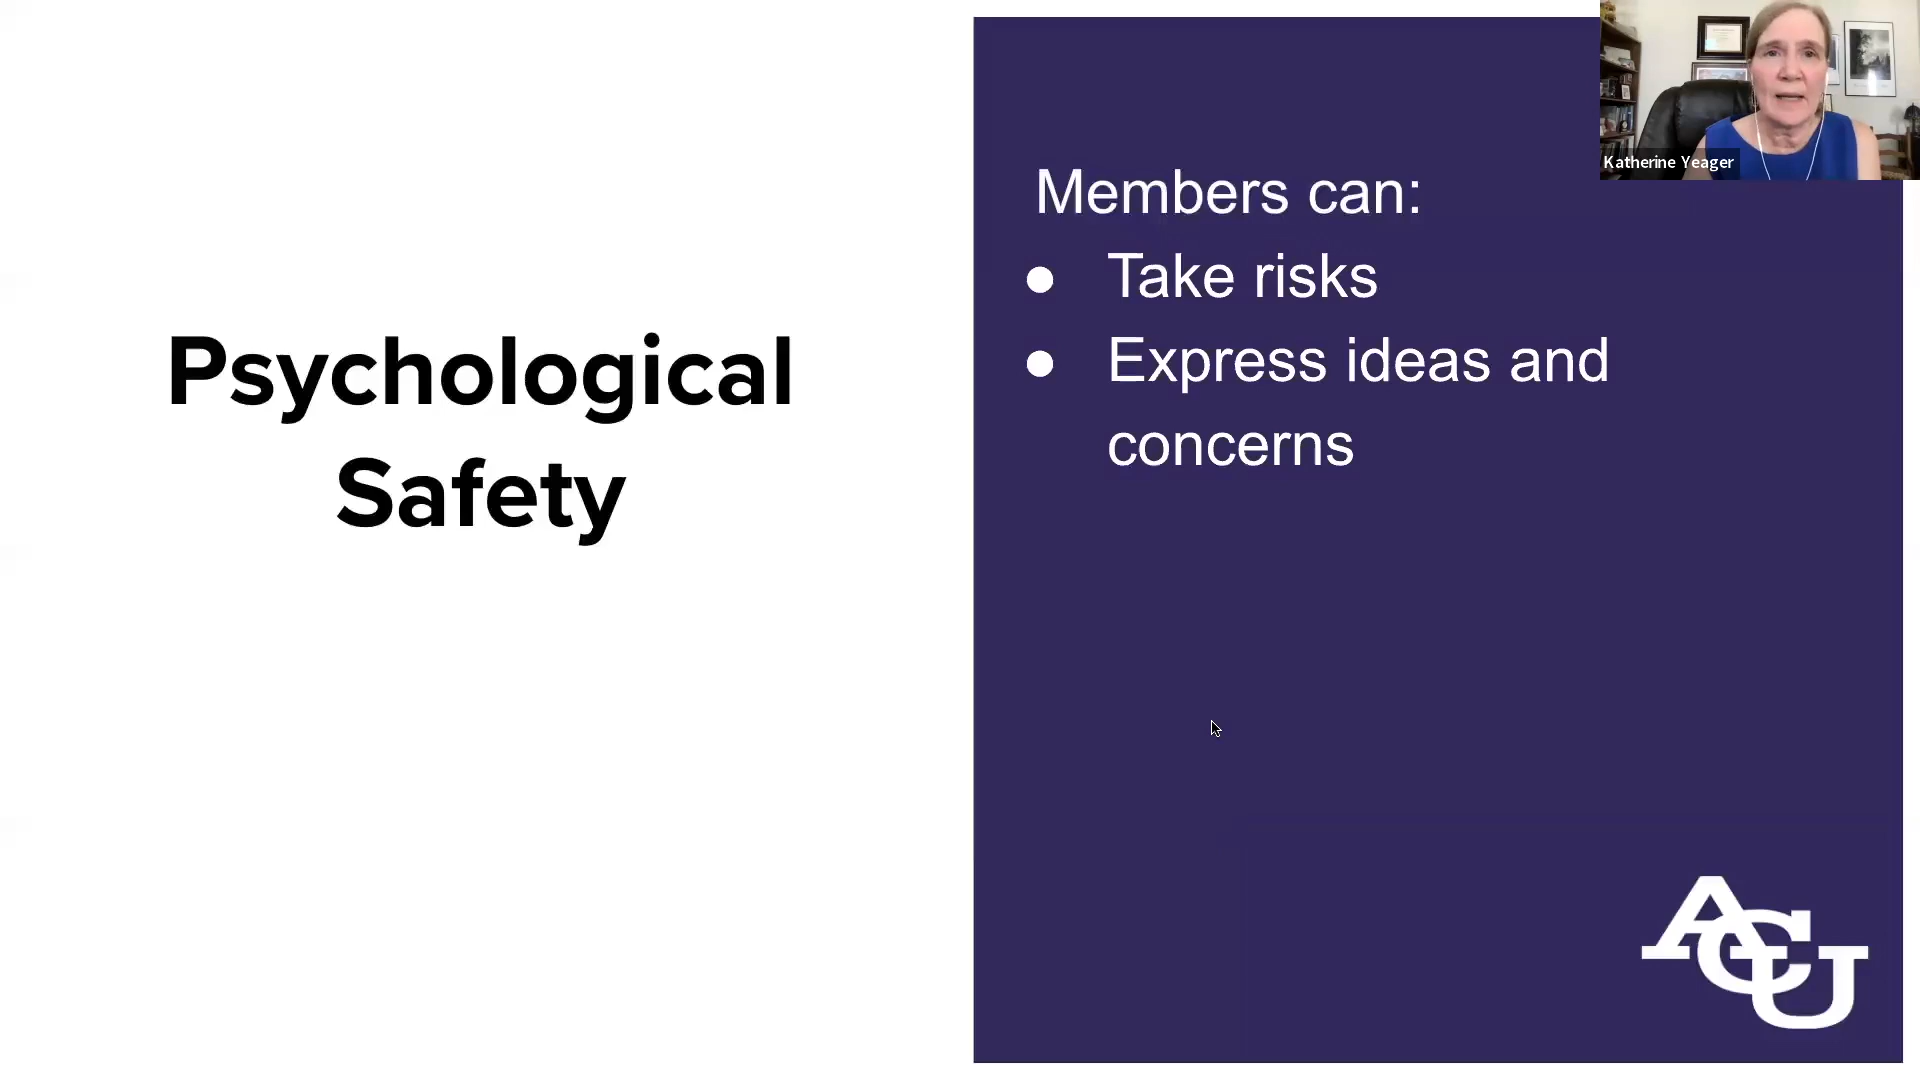 Katherine Yeager
Psychological
Safety
Members can:
● Take risks
● Express ideas and
concerns
ACU